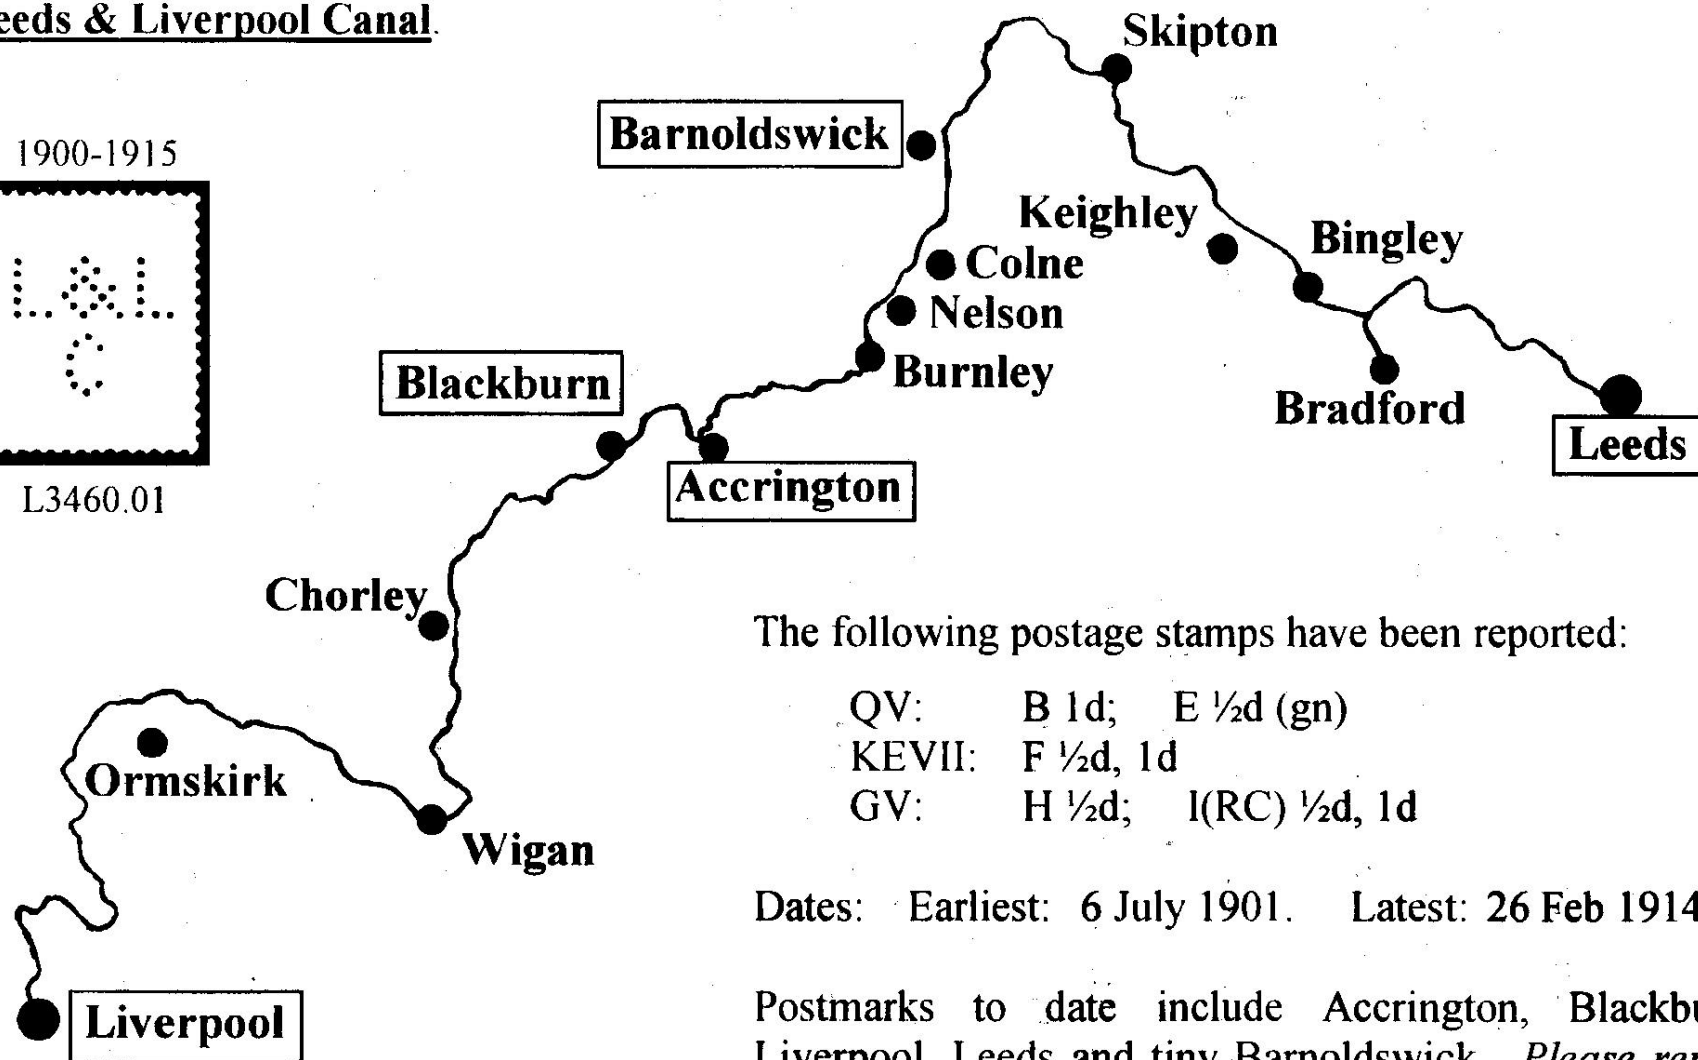 eeds & Liverpool Canal.
1900-1915
L&L
C
L3460.01
Skipton
Barnoldswick
Keighley
Bingley
Colne
Nelson
Burnley
Bradford
Leeds
Blackburn
Accrington
Chorley
Ormskirk
Wigan
Liverpool
The following postage stamps have been reported:
QV: B 1d; E ½d (gn)
KEVII: F ½d, 1d
GV: H ½d; I(RC) ½d, 1d
Dates: Earliest: 6 July 1901. Latest: 26 Feb 1914
Postmarks to date include Accrington, Blackbu
Liverpool, Leeds and tiny Barnoldswick. Please re